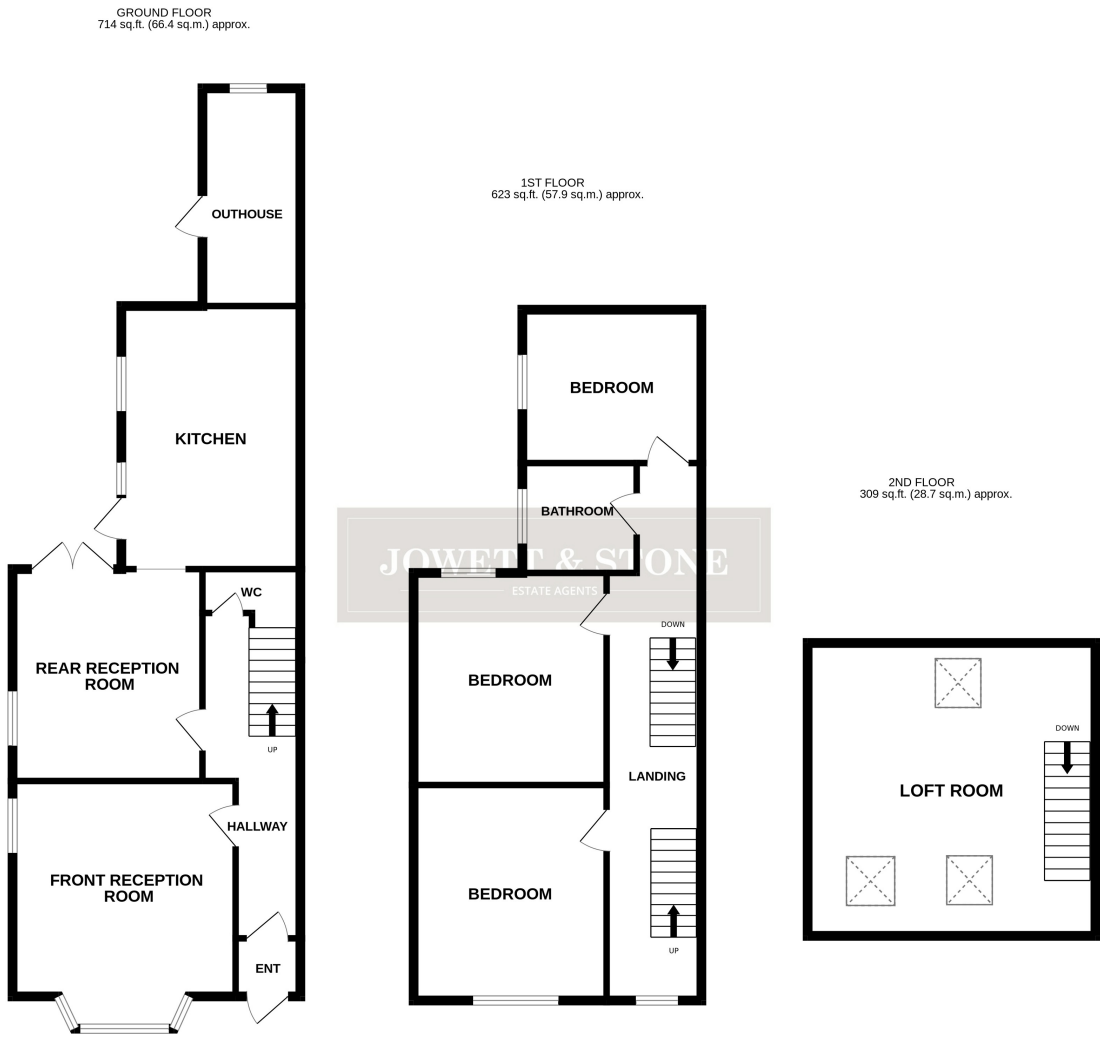 GROUND FLOOR
714 sq.ft. (66.4 sq.m.) approx.
OUTHOUSE
KITCHEN
WC
REAR RECEPTION
ROOM
UP
HALLWAY
FRONT RECEPTION
ROOM
ENT
1ST FLOOR
623 sq.ft. (57.9 sq.m.) approx.
BEDROOM
BATHROOM
JOWETT & STONE
ESTATE AGENTS
DOWN
BEDROOM
LANDING
BEDROOM
UP
2ND FLOOR
309 sq.ft. (28.7 sq.m.) approx.
DOWN
LOFT ROOM